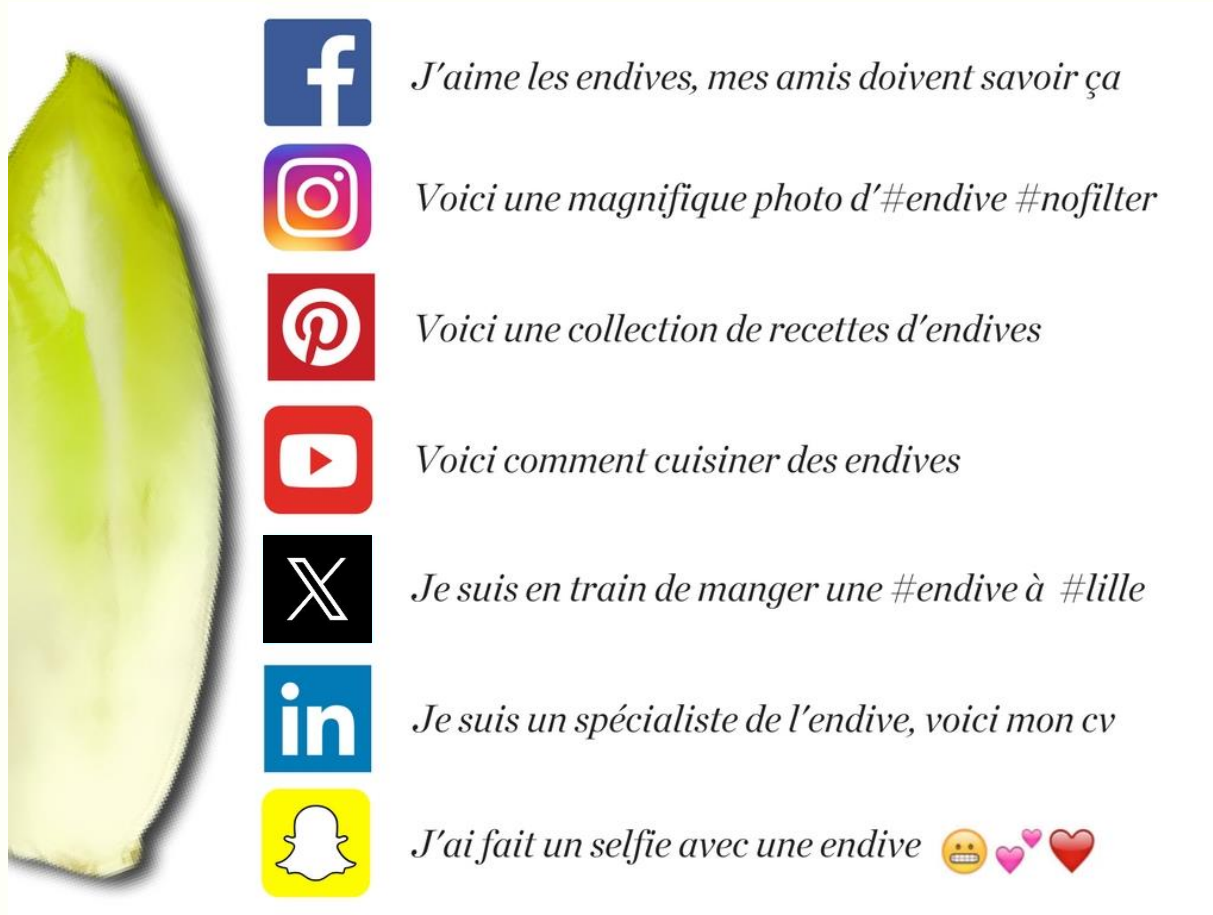 J'aime les endives, mes amis doivent savoir ça
Voici une magnifique photo d'#endive #nofilter
Voici une collection de recettes d'endives
Voici comment cuisiner des endives
Je suis en train de manger une #endive à #lille
in
Je suis un spécialiste de l'endive, voici mon cv
J'ai fait un selfie avec une endive 😬 💕 ❤️